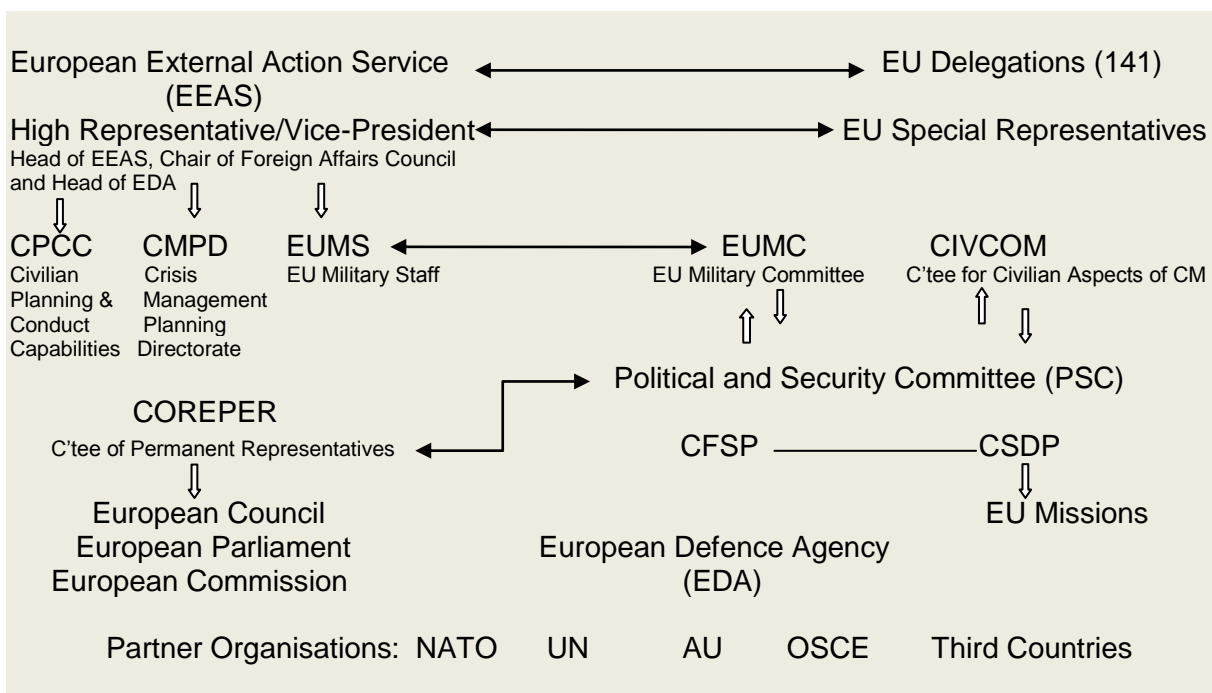 European External Action Service
EU Delegations (141)
(EEAS)
High Representative/Vice-President
EU Special Representatives
Head of EEAS, Chair of Foreign Affairs Council
and Head of EDA
CPCC
Civilian
Planning &
Conduct
Capabilities
CMPD
Crisis
Management
Planning
Directorate
EUMS
EU Military Staff
EUMC
EU Military Committee
CIVCOM
C'tee for Civilian Aspects of CM
Political and Security Committee (PSC)
COREPER
C'tee of Permanent Representatives
CFSP
CSDP
European Council
European Parliament
European Commission
EU Missions
European Defence Agency
(EDA)
Partner Organisations: NATO UN AU OSCE Third Countries